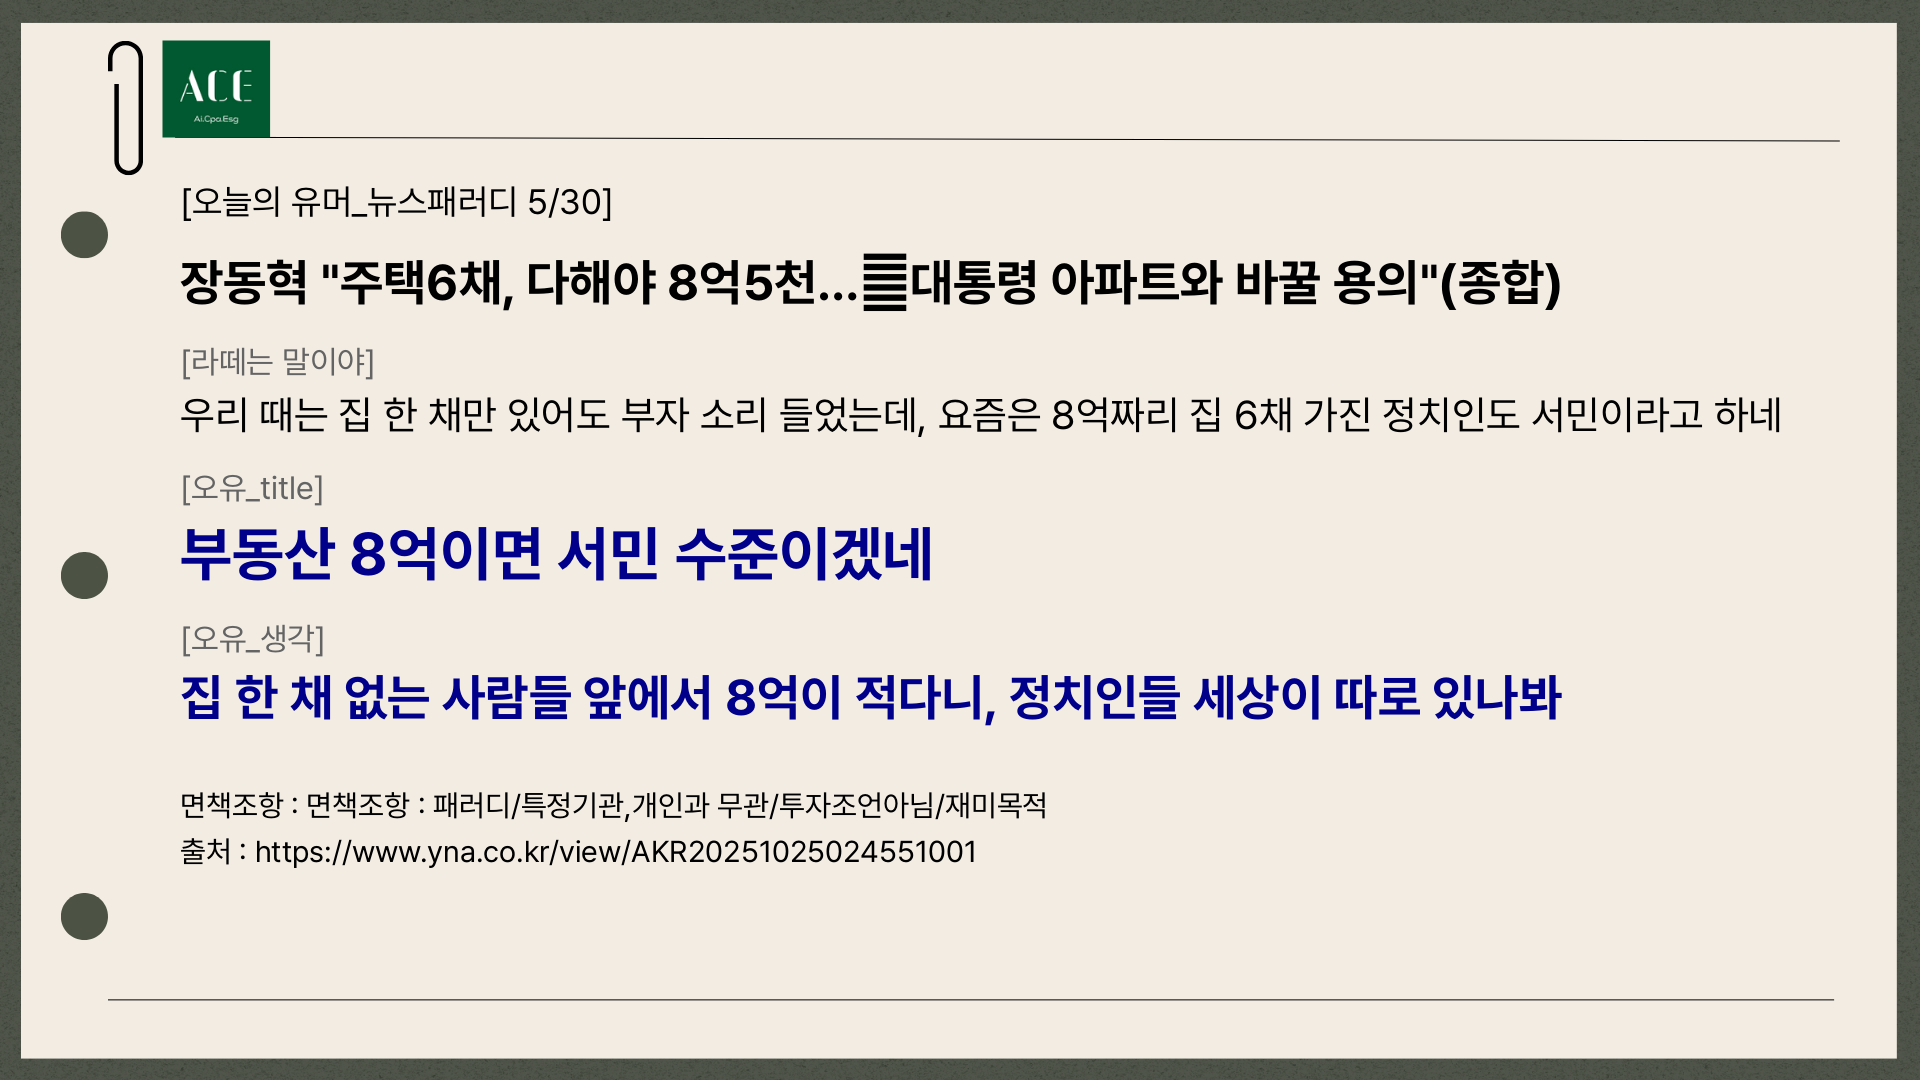 ACE
Ai.Cpa.Esg
[오늘의 유머_뉴스패러디 5/30]
장동혁 "주택6채, 다해야 8억5천...䷀대통령 아파트와 바꿀 용의"(종합)
[라떼는 말이야]
우리 때는 집 한 채만 있어도 부자 소리 들었는데, 요즘은 8억짜리 집 6채 가진 정치인도 서민이라고 하네
[오유_title]
부동산 8억이면 서민 수준이겠네
[오유_생각]
집 한 채 없는 사람들 앞에서 8억이 적다니, 정치인들 세상이 따로 있나봐
면책조항 : 면책조항 : 패러디/특정기관,개인과 무관/투자조언아님/재미목적
출처 : https://www.yna.co.kr/view/AKR20251025024551001